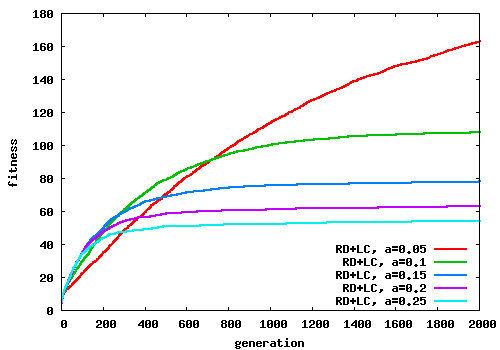 180
160
140
120
100
80
60
40
20
0
fitness
RD+LC, a=0.05
RD+LC, a=0.1
RD+LC, a=0.15
RD+LC, a=0.2
RD+LC, a=0.25
0 200 400 600 800 1000 1200 1400 1600 1800 2000
generation